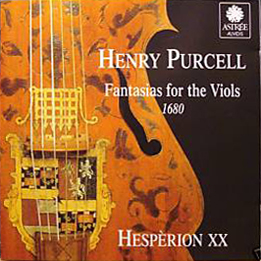 ASTRÉE
AUVIDIS
HENRY PURCELL
Fantasias for the Viols
1680
HESPÈRION XX